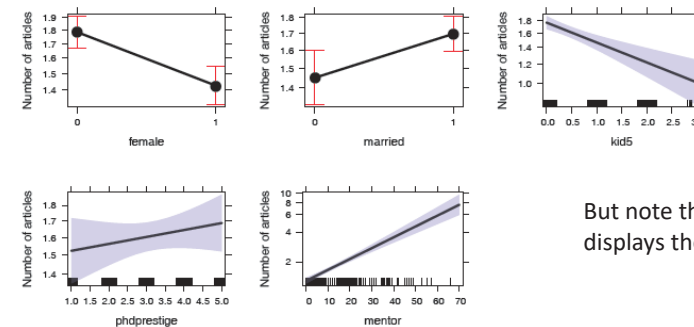 Number of articles
1.9
1.8
1.7
1.6
1.5
1.4
0 1
female
Number of articles
1.8
1.7
1.6
1.5
1.4
0 1
married
Number of articles
1.8
1.6
1.4
1.2
1.0
0.0 0.5 1.0 1.5 2.0 2.5
kid5
Number of articles
1.8
1.7
1.6
1.5
1.4
1.0 1.5 2.0 2.5 3.0 3.5 4.0 4.5 5.0
phdprestige
Number of articles
10
8
6
4
2
0 10 20 30 40 50 60 70
mentor
But note th
displays the